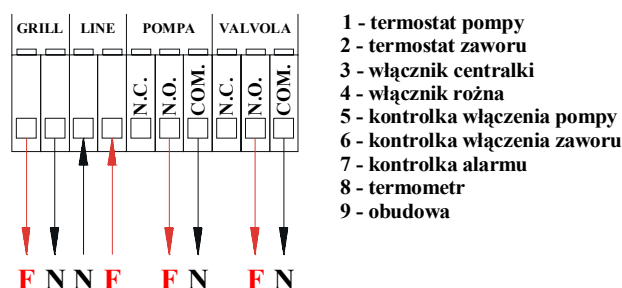 GRILL LINE POMPA VALVOLA
N.C. N.O. COM. N.C. N.O. COM.
F N N F F N F N
1 - termostat pompy
2 - termostat zaworu
3 - włącznik centralki
4 - włącznik rożna
5 - kontrolka włączenia pompy
6 - kontrolka włączenia zaworu
7 - kontrolka alarmu
8 - termometr
9 - obudowa